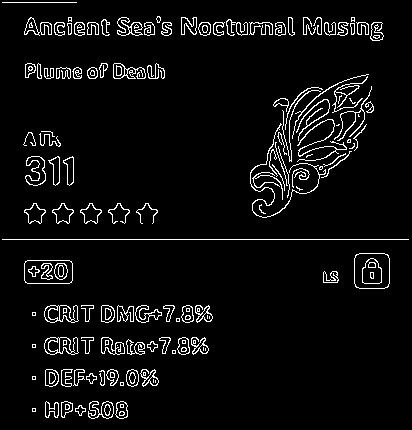 Ancient Sea's Nocturnal Musing
Plume of Death
ATK
311
+20
LS
· CRIT DMG+7.8%
· CRIT Rate+7.8%
· DEF+19.0%
· HP+508